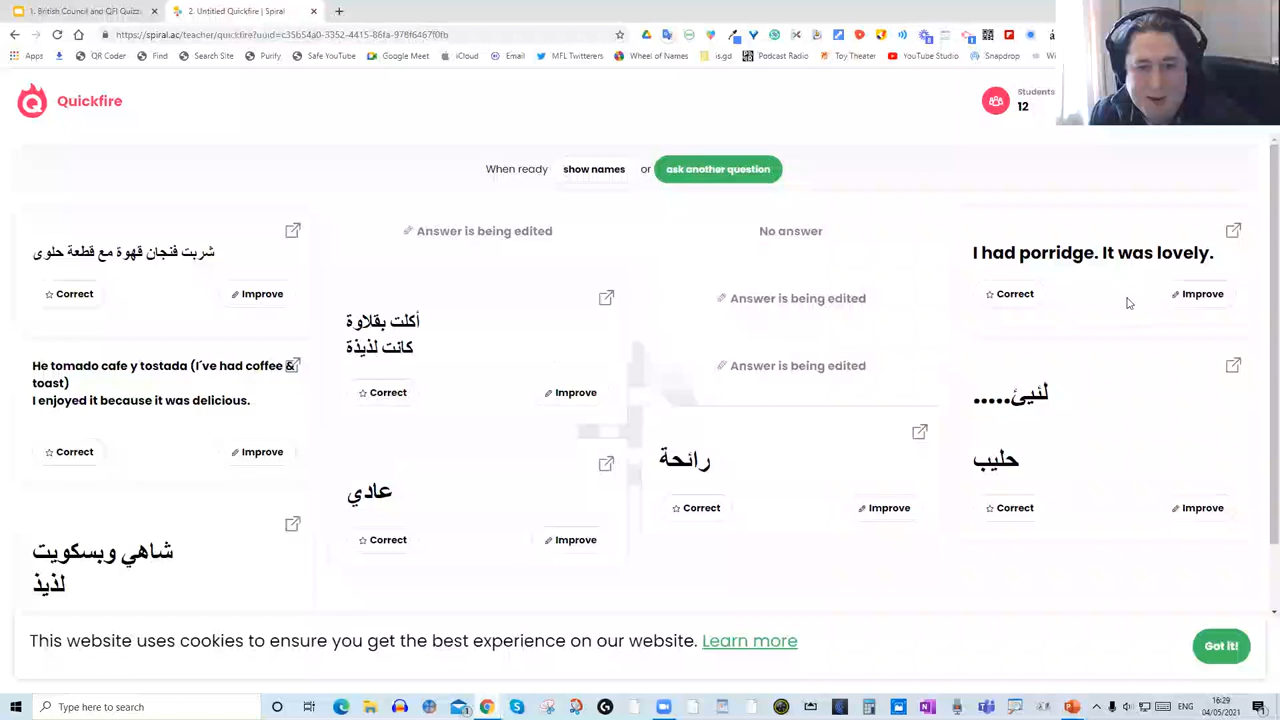 1. British Council and QFI Quizz
2. Untitled Quickfire | Spiral
https://spiral.ac/teacher/quickfire?uuid=c35b54a0-3352-4415-86fa-978f6467f0fb
Apps
QR Coder
Find
Search Site
Purify
Safe YouTube
Google Meet
iCloud
Email
MFL Twitterers
Wheel of Names
is.gd
Podcast Radio
Toy Theater
YouTube Studio
Snapdrop
Quickfire
Students
12
When ready show names or ask another question
شربت فنجان قهوة مع قطعة حلوى
Correct Improve
He tomado cafe y tostada (I´ve had coffee &
toast)
I enjoyed it because it was delicious.
Correct Improve
شاهي وبسكويت
لذيذ
Answer is being edited
أكلت بقلاوة
كانت لذيذة
Correct Improve
عادي
Correct Improve
No answer
Answer is being edited
Answer is being edited
رائحة
Correct Improve
I had porridge. It was lovely.
Correct Improve
لئيئ.....
حليب
Correct Improve
This website uses cookies to ensure you get the best experience on our website. Learn more
Got it!
Type here to search
ENG
16:29
04/05/2021